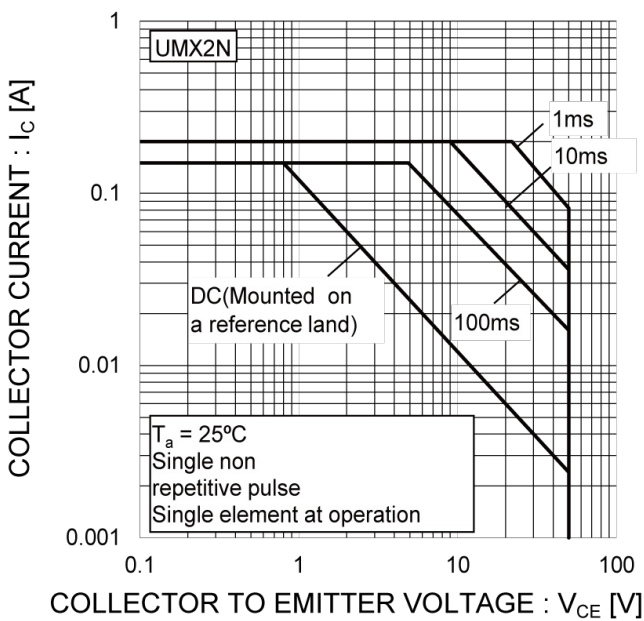 COLLECTOR CURRENT : IC [A]
1
0.1
0.01
0.001
UMX2N
1ms
10ms
100ms
DC(Mounted on
a reference land)
Ta = 25ºC
Single non
repetitive pulse
Single element at operation
0.1
1
10
100
COLLECTOR TO EMITTER VOLTAGE : VCE [V]